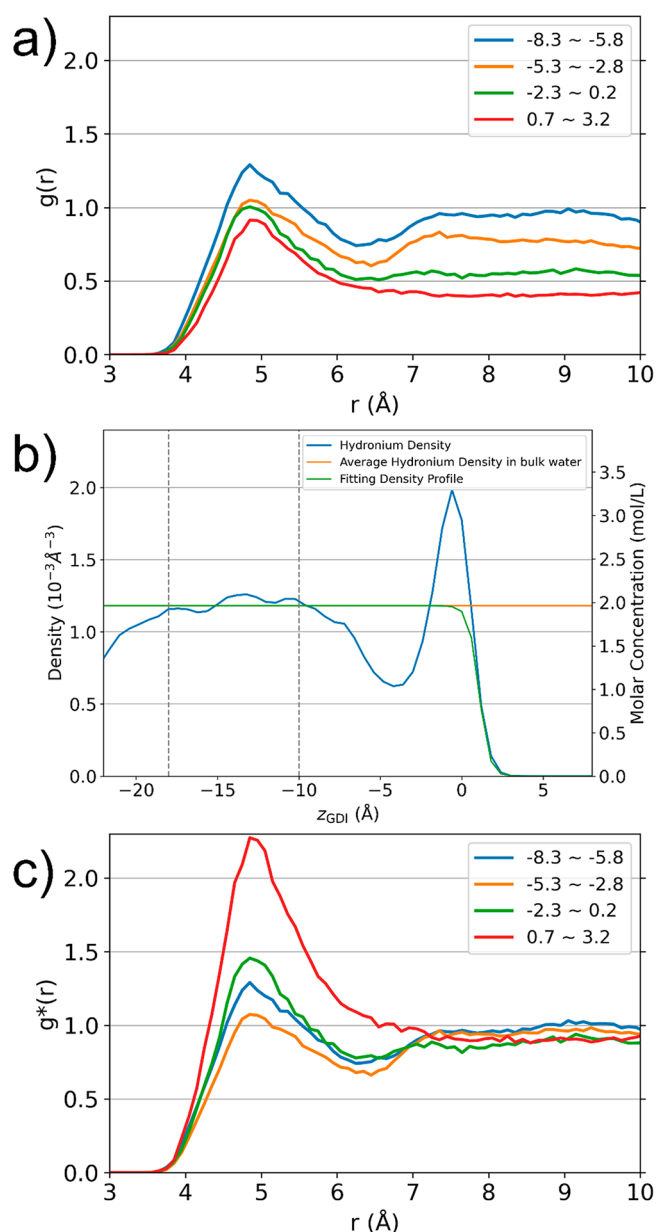 a)
-8.3 ~ -5.8
-5.3 ~ -2.8
-2.3 ~ 0.2
0.7 ~ 3.2
g(r)
2.0
1.5
1.0
0.5
0.0
3 4 5 6 7 8 9 10
r (Å)
b)
Hydronium Density
Average Hydronium Density in bulk water
Fitting Density Profile
Density (10⁻³Å⁻³)
2.0
1.5
1.0
0.5
0.0
Molar Concentration (mol/L)
3.5
3.0
2.5
2.0
1.5
1.0
0.5
0.0
−20 −15 −10 −5 0 5
z_GDI (Å)
c)
-8.3 ~ -5.8
-5.3 ~ -2.8
-2.3 ~ 0.2
0.7 ~ 3.2
g*(r)
2.0
1.5
1.0
0.5
0.0
3 4 5 6 7 8 9 10
r (Å)